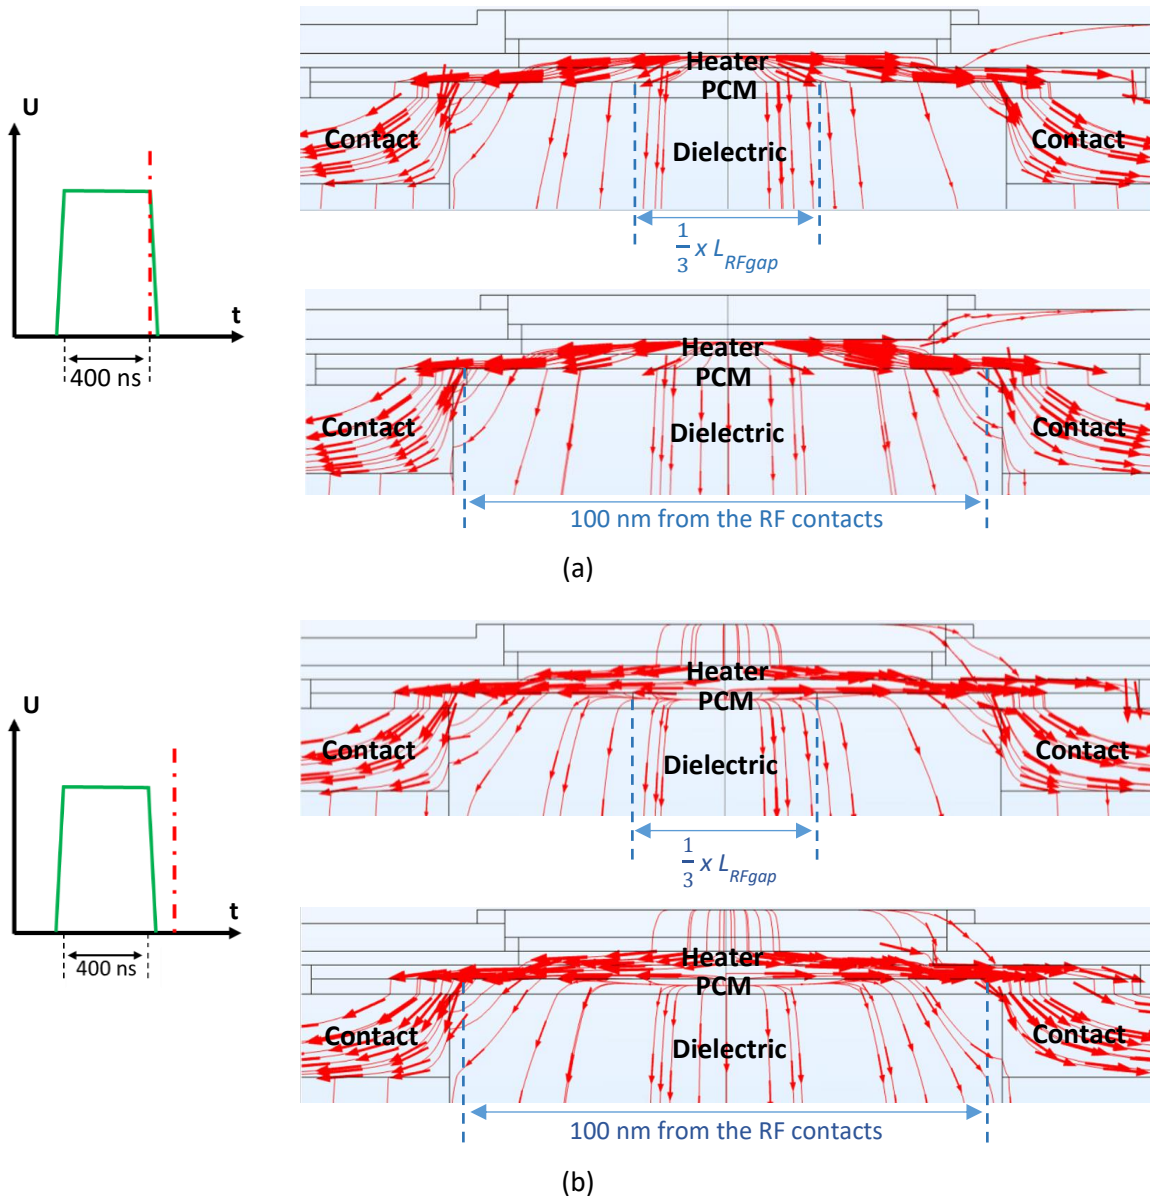 U
t
400 ns
Heater
PCM
Contact
Contact
Dielectric
1/3 x L_RFgap
Heater
PCM
Contact
Contact
Dielectric
100 nm from the RF contacts
(a)
U
t
400 ns
Heater
PCM
Contact
Contact
Dielectric
1/3 x L_RFgap
Heater
PCM
Contact
Contact
Dielectric
100 nm from the RF contacts
(b)